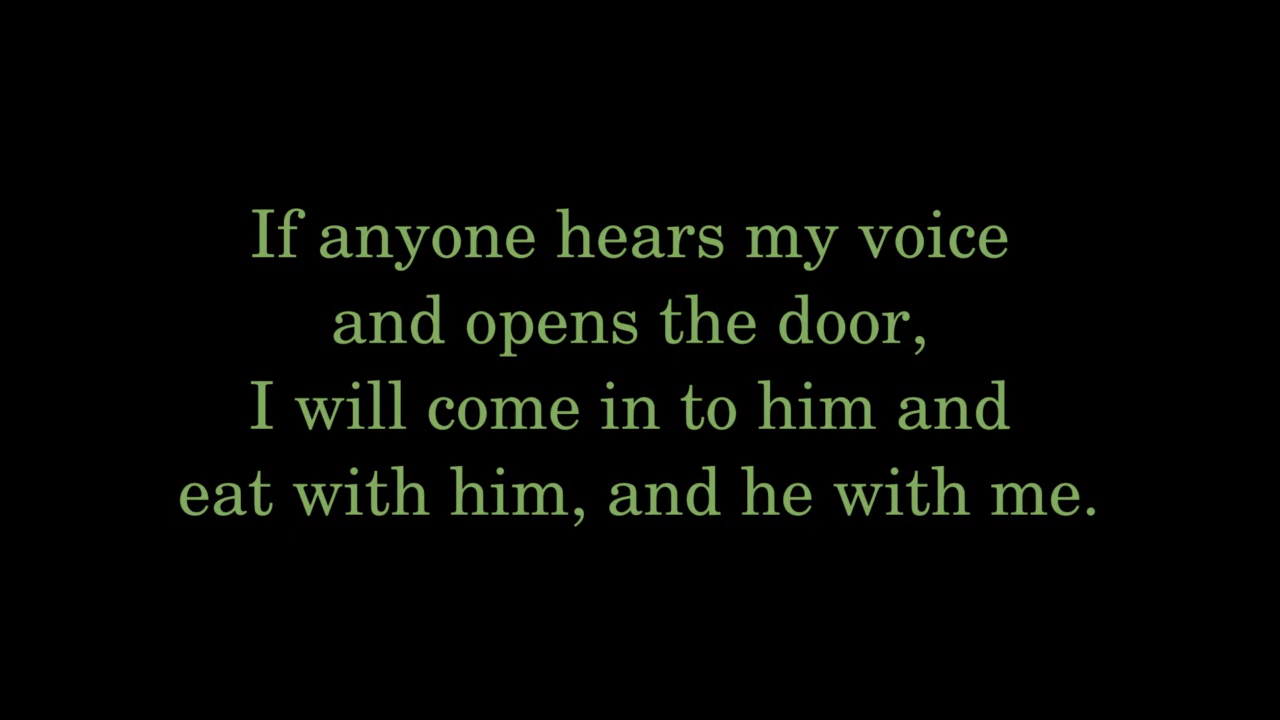 If anyone hears my voice
and opens the door,
I will come in to him and
eat with him, and he with me.